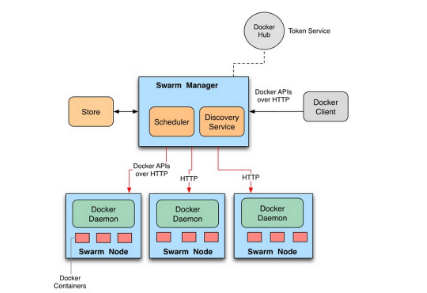 Docker
Hub
Token Service
Swarm Manager
Docker APIs
over HTTP
Store
Scheduler
Discovery
Service
Docker
Client
Docker APIs
over HTTP
HTTP
HTTP
Docker
Daemon
Docker
Daemon
Docker
Daemon
Swarm Node
Swarm Node
Swarm Node
Docker
Containers